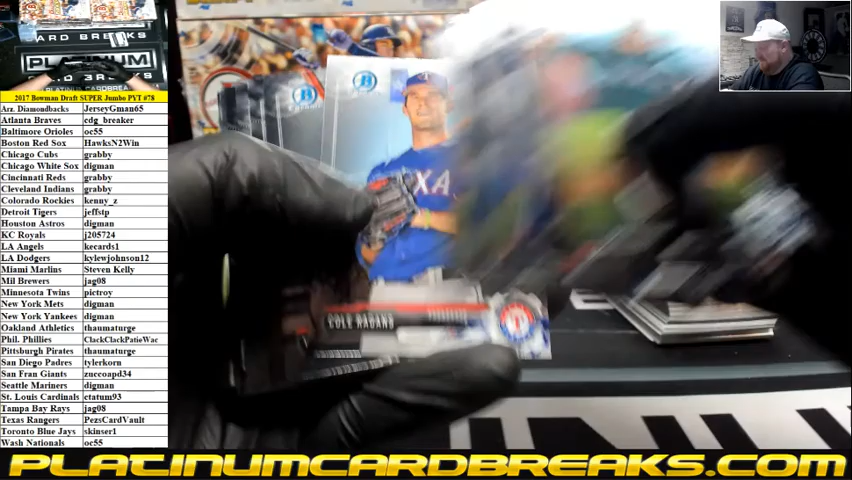 CARD BREAKS
PLATINUM
2017 Bowman Draft SUPER Jumbo PYT #78
Arz. Diamondbacks JerseyGman65
Atlanta Braves cdg_breaker
Baltimore Orioles oc55
Boston Red Sox HawksN2Win
Chicago Cubs grabby
Chicago White Sox digman
Cincinnati Reds grabby
Cleveland Indians grabby
Colorado Rockies kenny_z
Detroit Tigers jeffstp
Houston Astros digman
KC Royals j205724
LA Angels kecards1
LA Dodgers kylewjohnson12
Miami Marlins Steven Kelly
Mil Brewers jag08
Minnesota Twins pictroy
New York Mets digman
New York Yankees digman
Oakland Athletics thaumaturge
Phil. Phillies ClackClackPatieWac
Pittsburgh Pirates thaumaturge
San Diego Padres tylerkorn
San Fran Giants zuccoapd34
Seattle Mariners digman
St. Louis Cardinals ctatum93
Tampa Bay Rays jag08
Texas Rangers PezsCardVault
Toronto Blue Jays skinser1
Wash Nationals oc55
COLE RAGANS
PLATINUMCARDBREAKS.COM